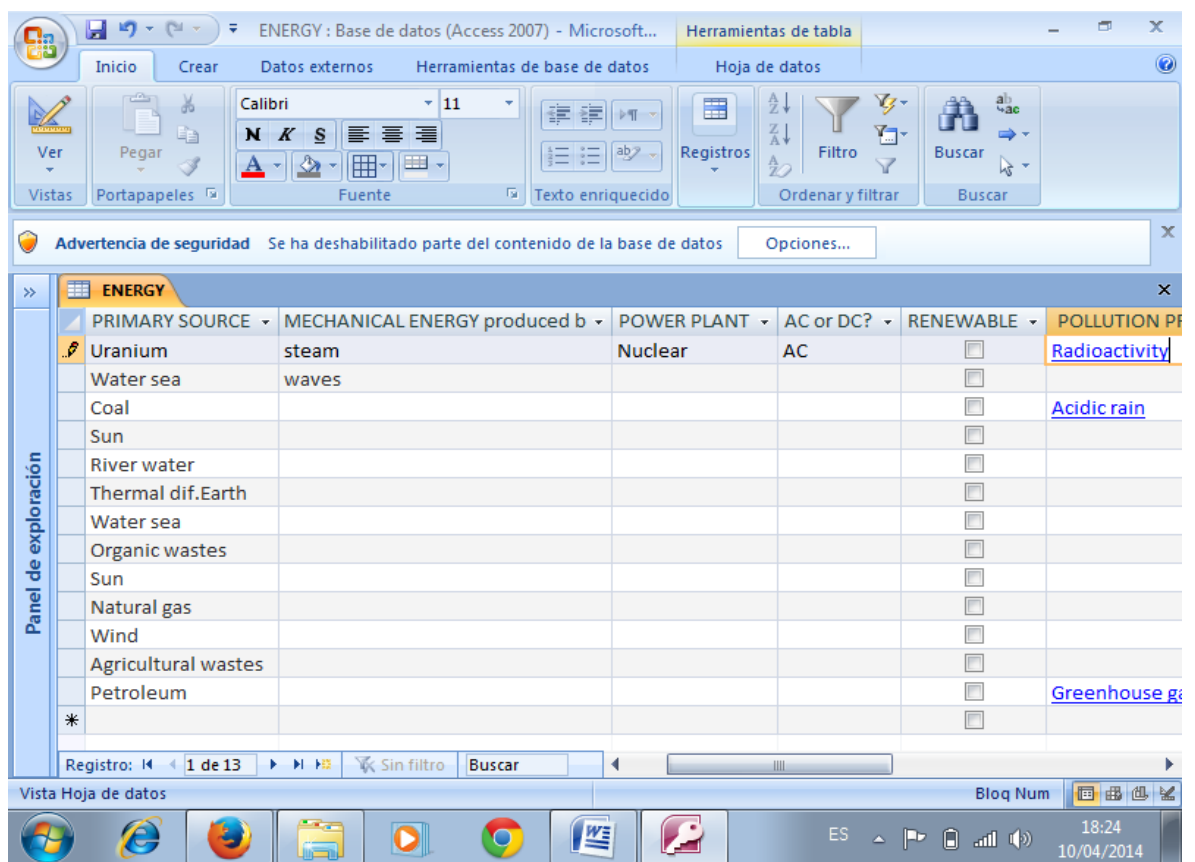 ENERGY : Base de datos (Access 2007) - Microsoft... Herramientas de tabla
Inicio Crear Datos externos Herramientas de base de datos Hoja de datos
Calibri 11
N K S
Ver Pegar Registros Filtro Buscar
Vistas Portapapeles Fuente Texto enriquecido Ordenar y filtrar Buscar
Advertencia de seguridad Se ha deshabilitado parte del contenido de la base de datos Opciones...
ENERGY
PRIMARY SOURCE MECHANICAL ENERGY produced b POWER PLANT AC or DC? RENEWABLE POLLUTION PR
Uranium steam Nuclear AC Radioactivity
Water sea waves
Coal Acidic rain
Sun
River water
Thermal dif.Earth
Water sea
Organic wastes
Sun
Natural gas
Wind
Agricultural wastes
Petroleum Greenhouse ga
Panel de exploración
Registro: 1 de 13 Sin filtro Buscar
Vista Hoja de datos Bloq Num
ES 18:24
10/04/2014